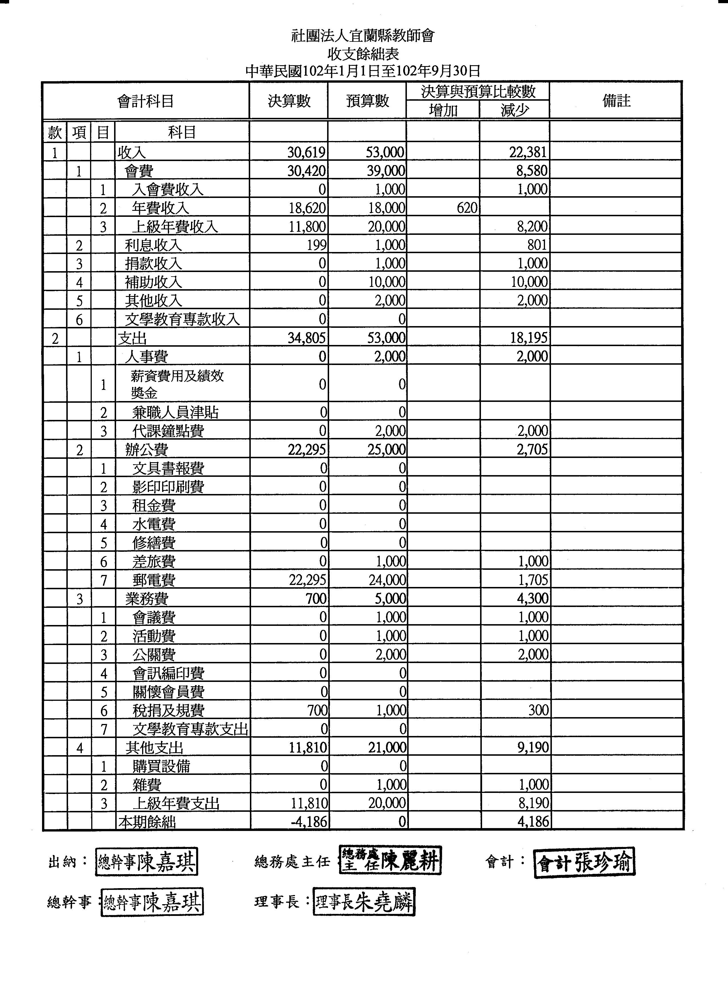 社團法人宜蘭縣教師會
收支餘絀表
中華民國102年1月1日至102年9月30日
會計科目 決算數 預算數 決算與預算比較數 備註
增加 減少
款 項 目 科目
1 收入 30,619 53,000 22,381
1 會費 30,420 39,000 8,580
1 入會費收入 0 1,000 1,000
2 年費收入 18,620 18,000 620
3 上級年費收入 11,800 20,000 8,200
2 利息收入 199 1,000 801
3 捐款收入 0 1,000 1,000
4 補助收入 0 10,000 10,000
5 其他收入 0 2,000 2,000
6 文學教育專款收入 0 0
2 支出 34,805 53,000 18,195
1 人事費 0 2,000 2,000
1 薪資費用及績效 0 0
獎金
2 兼職人員津貼 0 0
3 代課鐘點費 0 2,000 2,000
2 辦公費 22,295 25,000 2,705
1 文具書報費 0 0
2 影印印刷費 0 0
3 租金費 0 0
4 水電費 0 0
5 修繕費 0 0
6 差旅費 0 1,000 1,000
7 郵電費 22,295 24,000 1,705
3 業務費 700 5,000 4,300
1 會議費 0 1,000 1,000
2 活動費 0 1,000 1,000
3 公關費 0 2,000 2,000
4 會訊編印費 0 0
5 關懷會員費 0 0
6 稅捐及規費 700 1,000 300
7 文學教育專款支出 0 0
4 其他支出 11,810 21,000 9,190
1 購買設備 0 0
2 雜費 0 1,000 1,000
3 上級年費支出 11,810 20,000 8,190
本期餘絀 -4,186 0 4,186
出納：總幹事陳嘉琪 總務處主任：總務處主任陳麗耕 會計：會計張珍瑜
總幹事：總幹事陳嘉琪 理事長：理事長朱堯麟